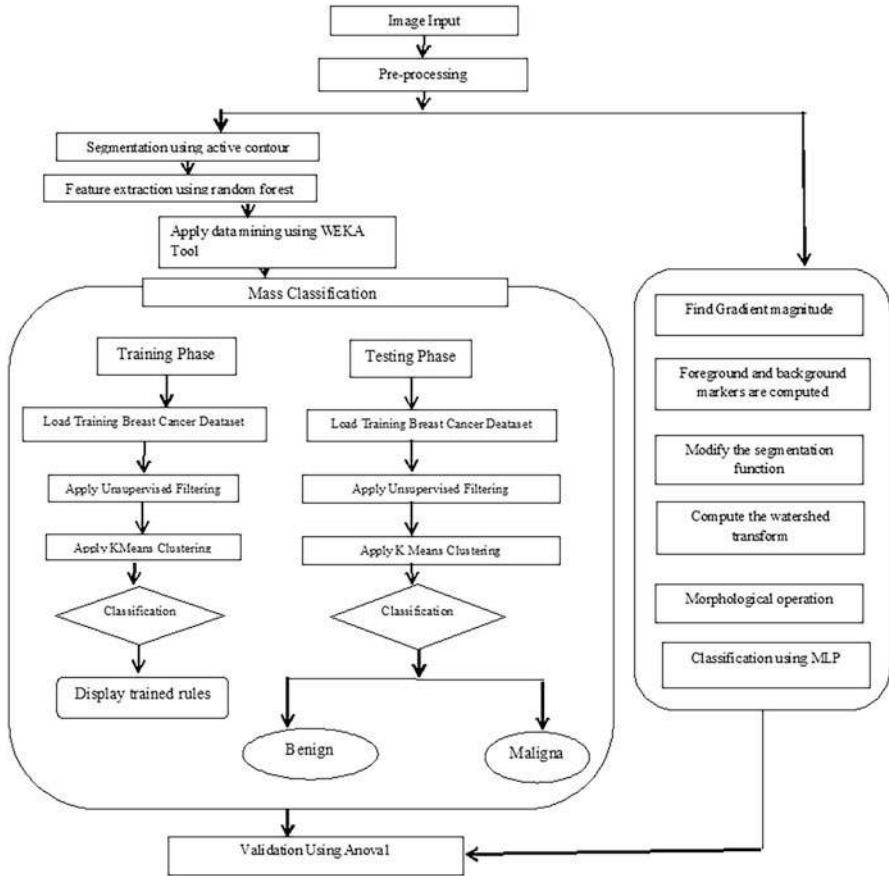 Image Input
Pre-processing
Segmentation using active contour
Feature extraction using random forest
Apply data mining using WEKA
Tool
Mass Classification
Training Phase
Load Training Breast Cancer Deataset
Apply Unsupervised Filtering
Apply KMeans Clustering
Classification
Display trained rules
Testing Phase
Load Training Breast Cancer Deataset
Apply Unsupervised Filtering
Apply K Means Clustering
Classification
Benign
Maligna
Find Gradient magnitude
Foreground and background
markers are computed
Modify the segmentation
function
Compute the watershed
transform
Morphological operation
Classification using MLP
Validation Using Anoval